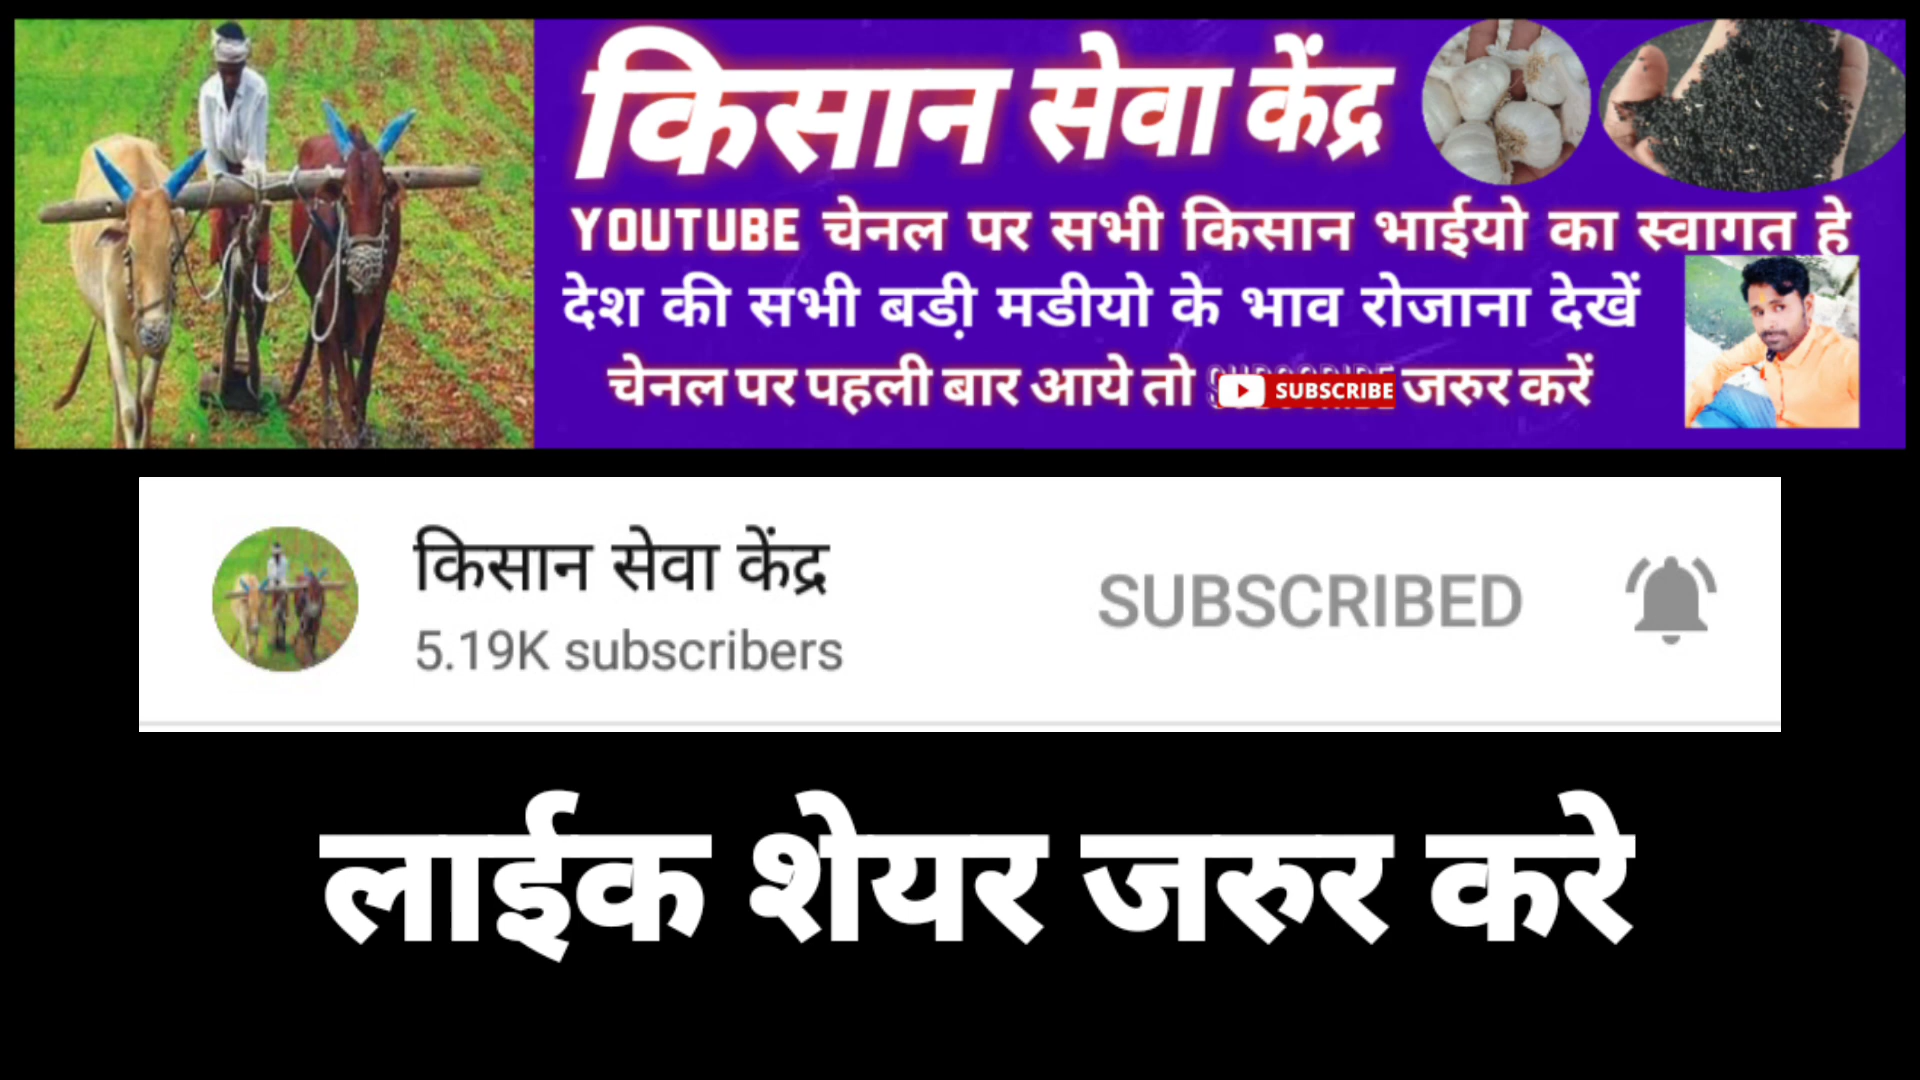 किसान सेवा केंद्र
YOUTUBE चेनल पर सभी किसान भाईयो का स्वागत हे
देश की सभी बडी़ मडीयो के भाव रोजाना देखें
चेनल पर पहली बार आये तो SUBSCRIBE जरुर करें
किसान सेवा केंद्र
5.19K subscribers
SUBSCRIBED
लाईक शेयर जरुर करे